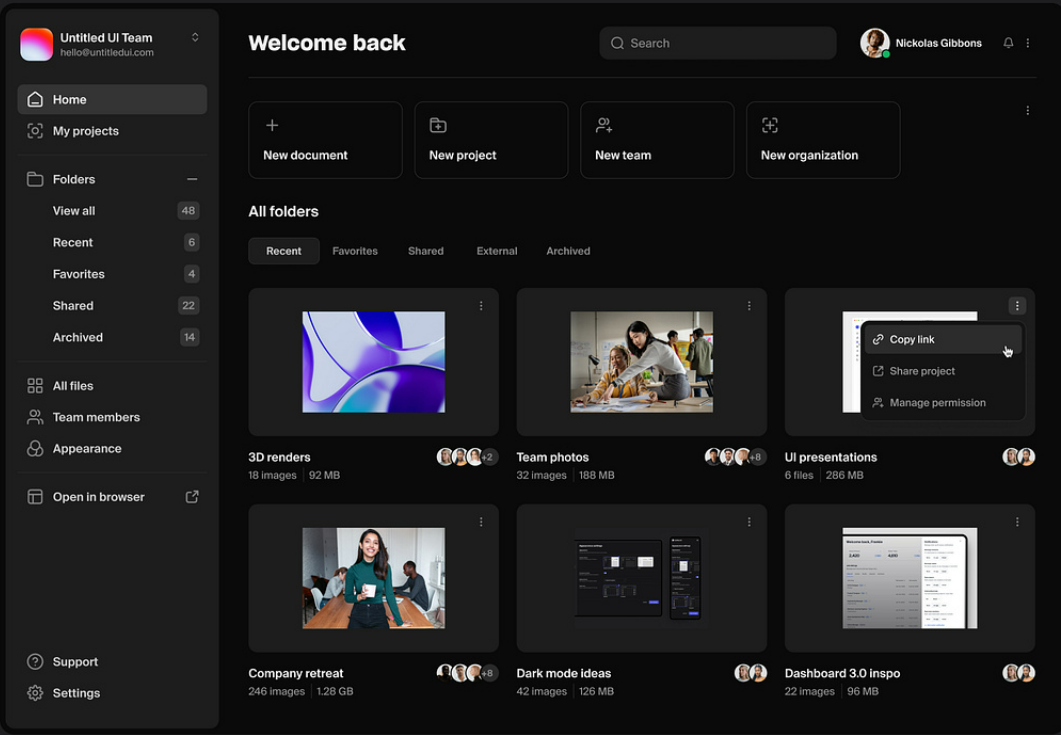 Untitled UI Team
hello@untitledui.com
Home
My projects
Folders
View all 48
Recent 6
Favorites 4
Shared 22
Archived 14
All files
Team members
Appearance
Open in browser
Support
Settings
Welcome back
Search
Nickolas Gibbons
New document
New project
New team
New organization
All folders
Recent Favorites Shared External Archived
3D renders
+2
18 images 92 MB
Team photos
+8
32 images 188 MB
Copy link
Share project
Manage permission
UI presentations
6 files 286 MB
Company retreat
+8
246 images 1.28 GB
Dark mode ideas
42 images 126 MB
Dashboard 3.0 inspo
22 images 96 MB